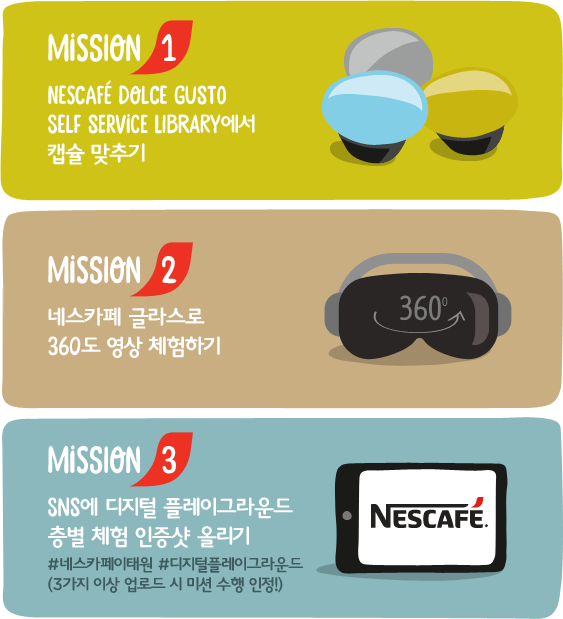 MiSSION 1
NESCAFÉ DOLCE GUSTO
SELF SERViCE LIBRARY에서
캡슐 맞추기
MiSSION 2
네스카페 글라스로
360도 영상 체험하기
360°
MiSSION 3
SNS에 디지털 플레이그라운드
층별 체험 인증샷 올리기
#네스카페이태원 #디지털플레이그라운드
(3가지 이상 업로드 시 미션 수행 인정!)
NESCAFÉ.